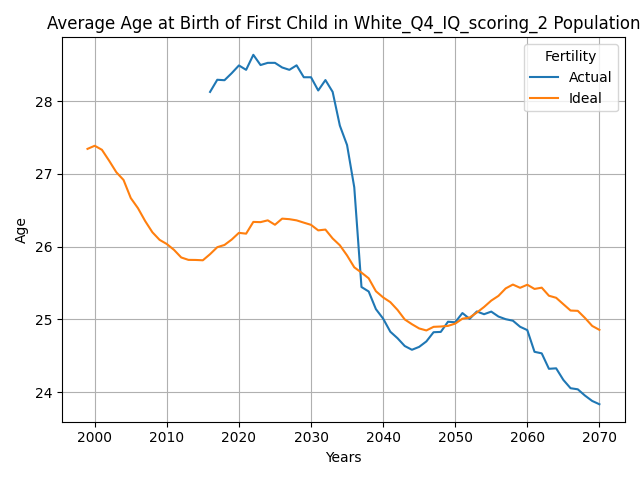 Average Age at Birth of First Child in White_Q4_IQ_scoring_2 Population
Fertility
Actual
Ideal
Age
28
27
26
25
24
2000 2010 2020 2030 2040 2050 2060 2070
Years